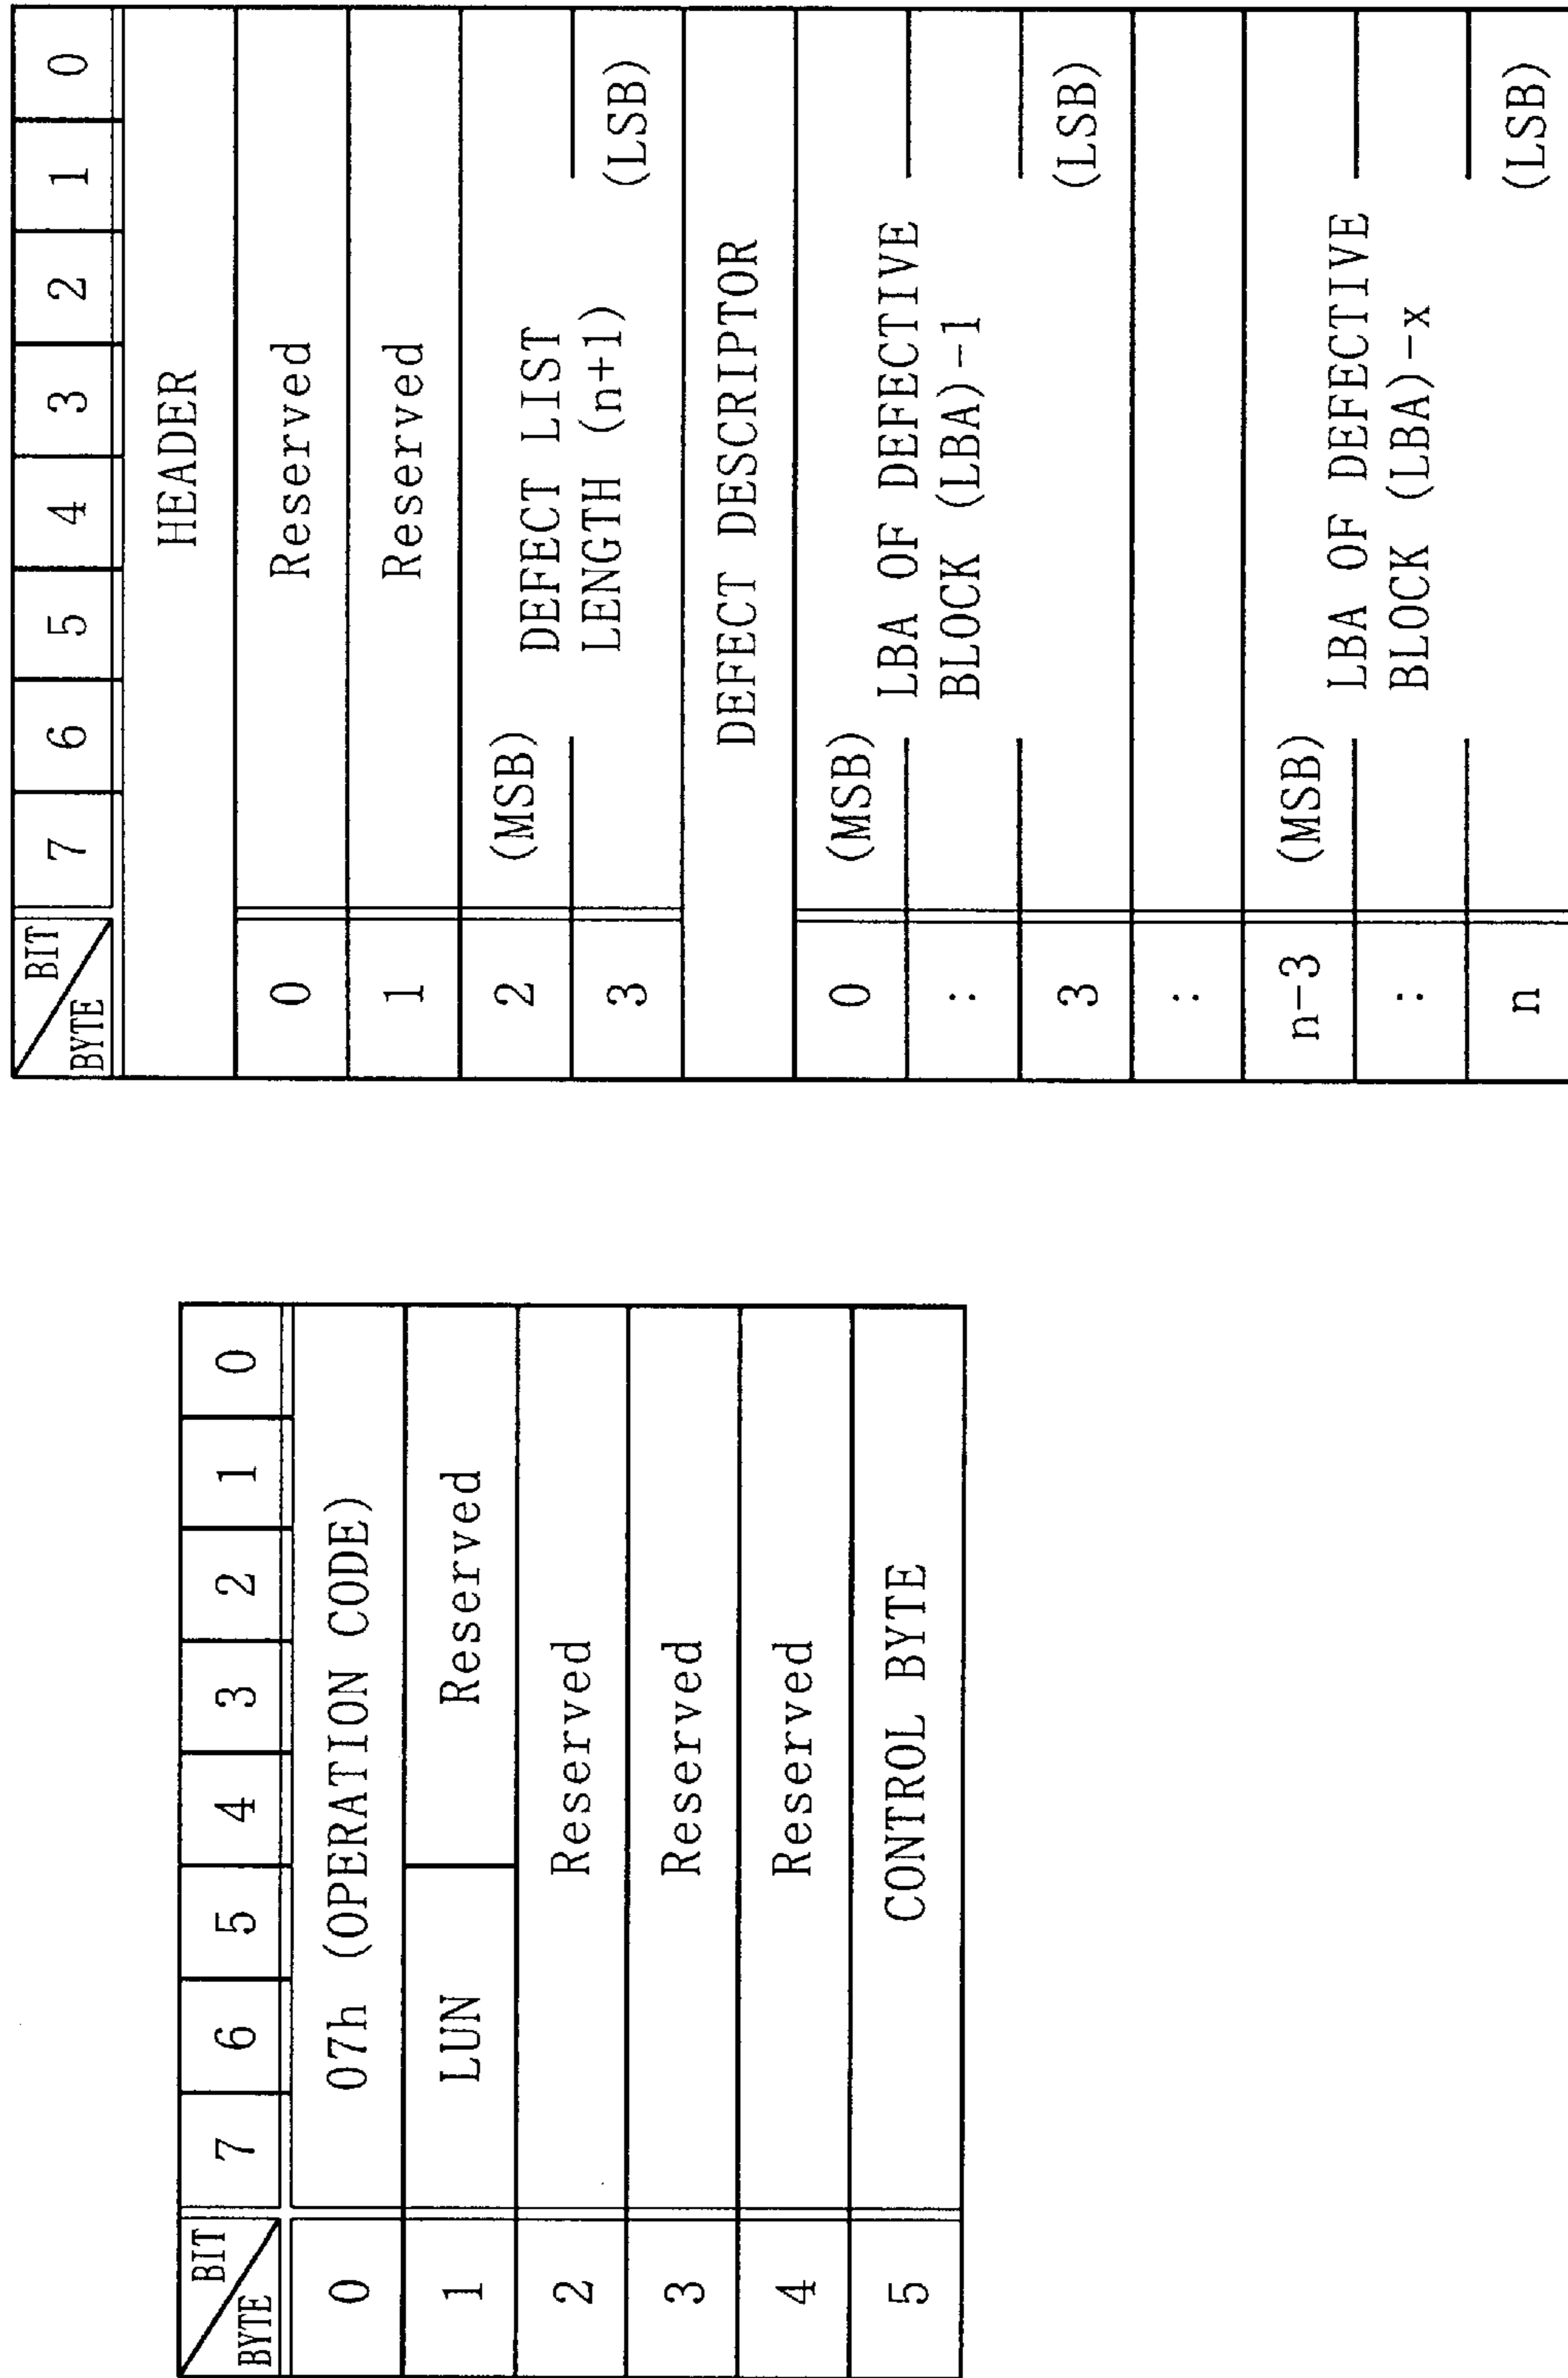 BIT 7 6 5 4 3 2 1 0
BYTE
0 07h (OPERATION CODE)
1 LUN Reserved
2 Reserved
3 Reserved
4 Reserved
5 CONTROL BYTE
BIT 7 6 5 4 3 2 1 0
BYTE
HEADER
0 Reserved
1 Reserved
2 (MSB) DEFECT LIST
3 LENGTH (n+1) (LSB)
DEFECT DESCRIPTOR
0 (MSB)
: LBA OF DEFECTIVE
BLOCK (LBA)-1
3 (LSB)
:
n-3 (MSB)
: LBA OF DEFECTIVE
BLOCK (LBA)-x
n (LSB)